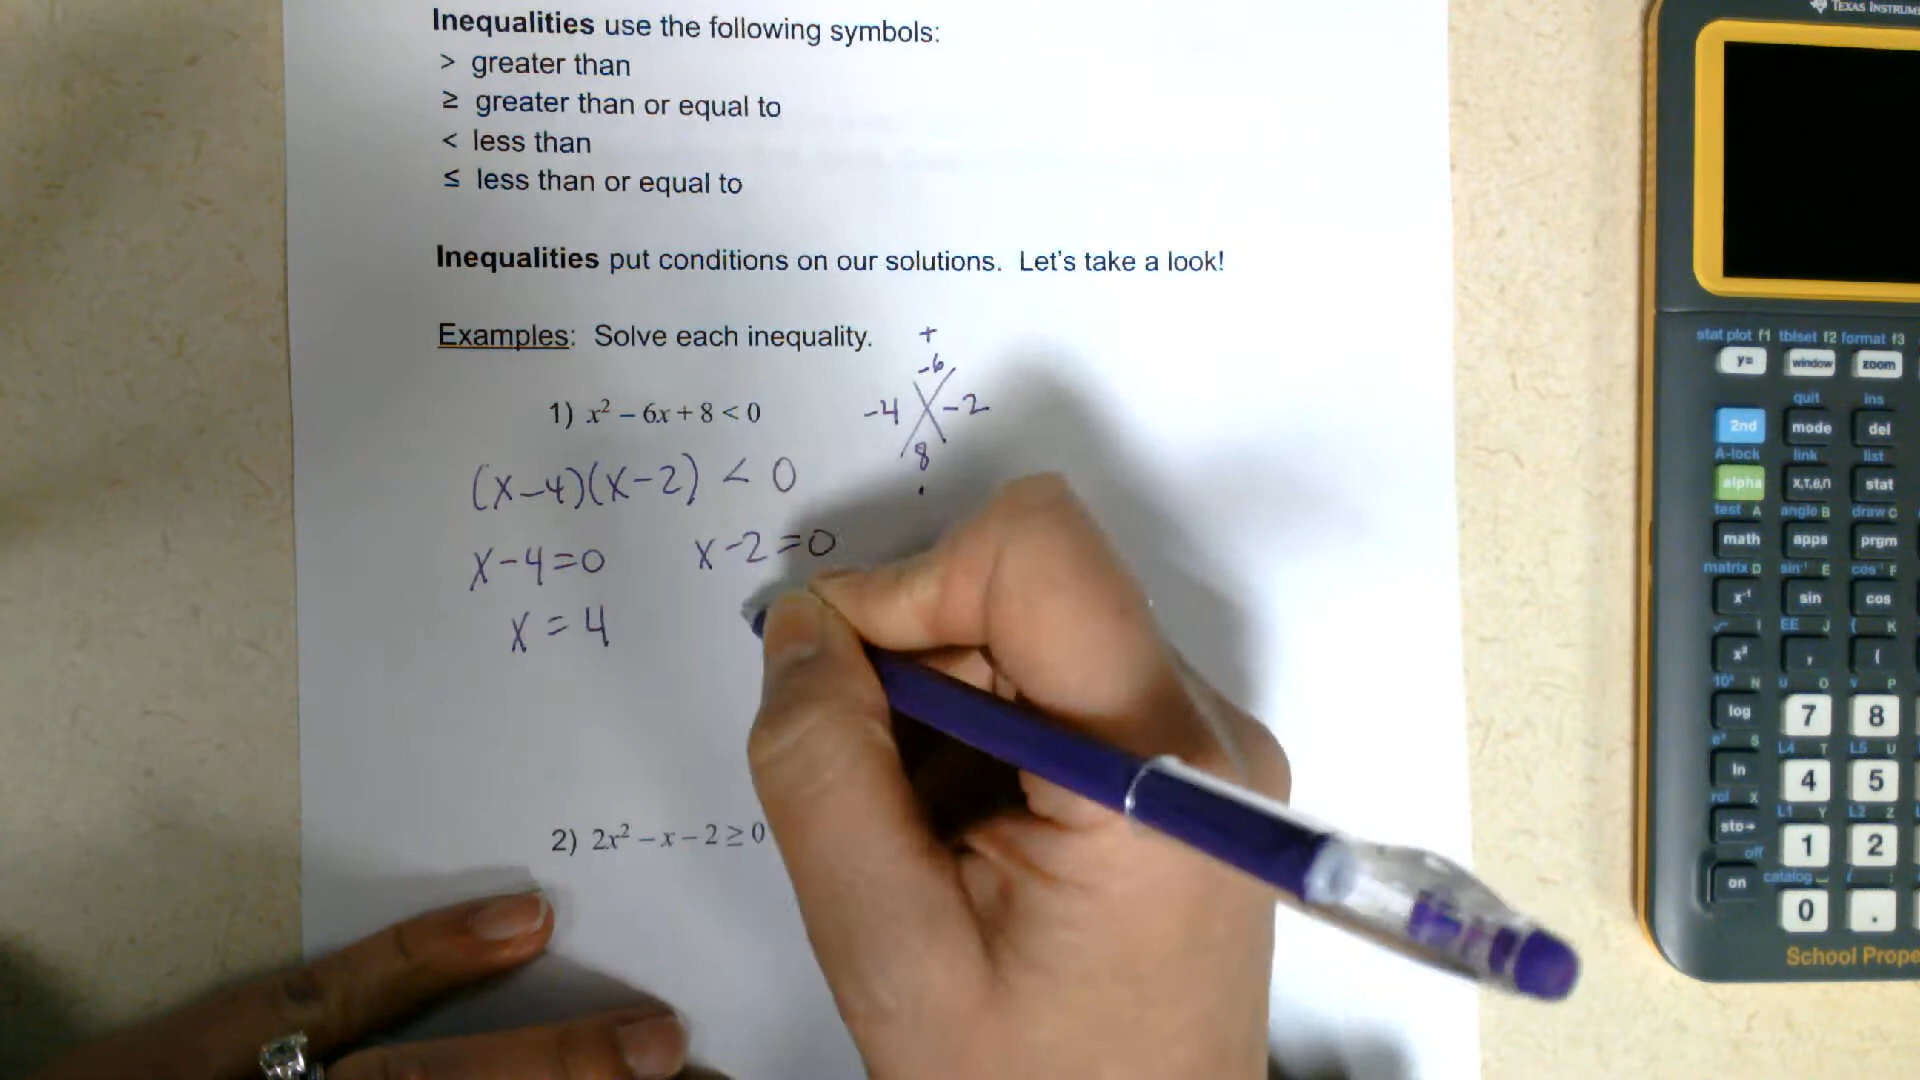 Inequalities use the following symbols:
> greater than
≥ greater than or equal to
< less than
≤ less than or equal to
Inequalities put conditions on our solutions. Let's take a look!
Examples: Solve each inequality.
+
-6
-4 -2
8
1) x² – 6x + 8 < 0
(x-4)(x-2) < 0
x-4=0 x-2=0
x = 4
2) 2x² – x – 2 ≥ 0
TEXAS INSTRUM
stat plot f1 tblset f2 format f3
y= window zoom
quit ins
2nd mode del
A-lock link list
alpha X,T,θ,n stat
test A angle B draw C
math apps prgm
matrix D sin⁻¹ E cos⁻¹ F
x⁻¹ sin cos
√ I EE J { K
x² , (
10ˣ N u O v P
log 7 8
eˣ S L4 T L5 U
ln 4 5
rcl X L1 Y L2 Z
sto→ 1 2
off catalog
on 0 .
School Prope